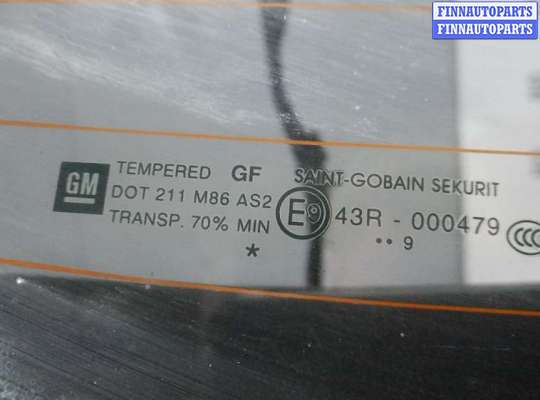 FINNAUTOPARTS
FINNAUTOPARTS
GM
TEMPERED GF SAINT-GOBAIN SEKURIT
DOT 211 M86 AS2 E9 43R - 000479 CCC
TRANSP. 70% MIN •• 9
*